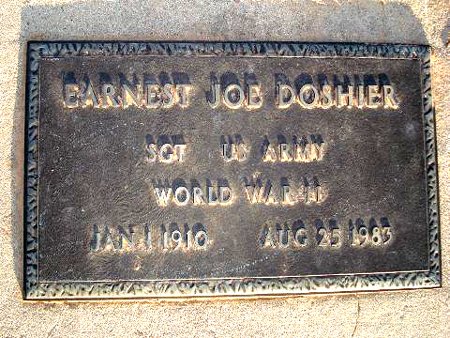 EARNEST JOE DOSHIER
SGT US ARMY
WORLD WAR II
JAN 1 1910 AUG 25 1983